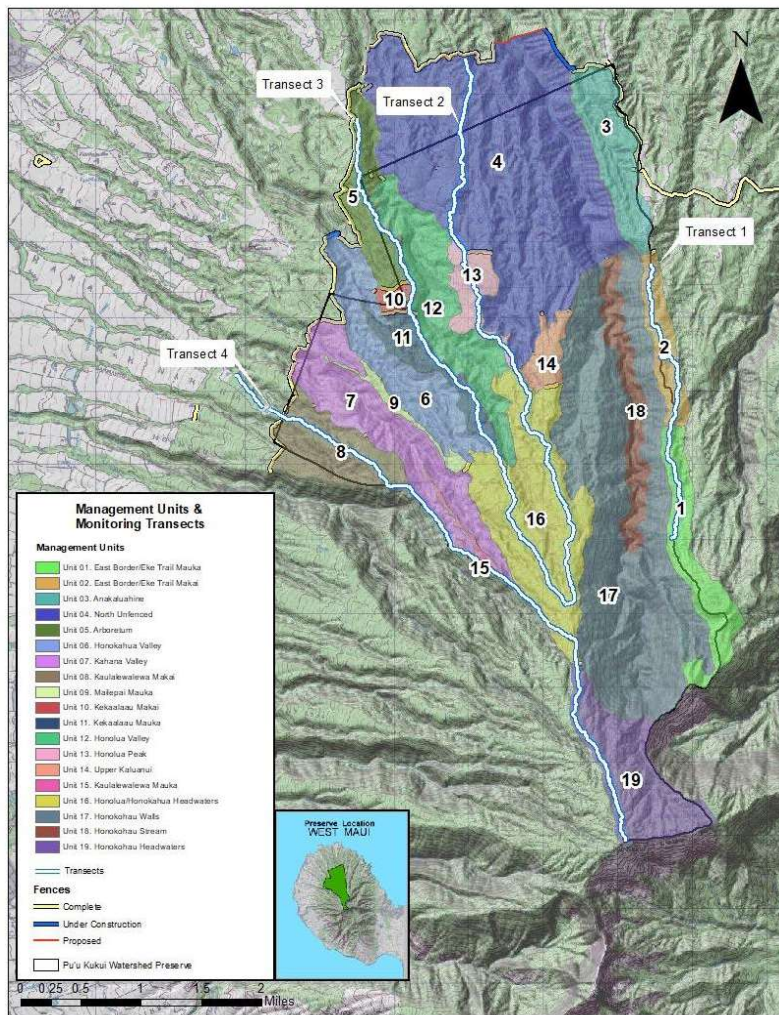 N
Transect 3
Transect 2
Transect 1
Transect 4
3
4
5
13
10
12
11
2
14
18
9
6
7
8
1
16
15
17
19
Management Units &
Monitoring Transects
Management Units
Unit 01. East Border/Eke Trail Mauka
Unit 02. East Border/Eke Trail Makai
Unit 03. Anakaluahine
Unit 04. North Unfenced
Unit 05. Arboretum
Unit 06. Honokahua Valley
Unit 07. Kahana Valley
Unit 08. Kaulalewalewa Makai
Unit 09. Mailepai Mauka
Unit 10. Kekaalaau Makai
Unit 11. Kekaalaau Mauka
Unit 12. Honolua Valley
Unit 13. Honolua Peak
Unit 14. Upper Kaluanui
Unit 15. Kaulalewalewa Mauka
Unit 16. Honolua/Honokahua Headwaters
Unit 17. Honokohau Walls
Unit 18. Honokohau Stream
Unit 19. Honokohau Headwaters
Transects
Fences
Complete
Under Construction
Proposed
Pu'u Kukui Watershed Preserve
Preserve Location
WEST MAUI
0 0.25 0.5 1 1.5 2
Miles